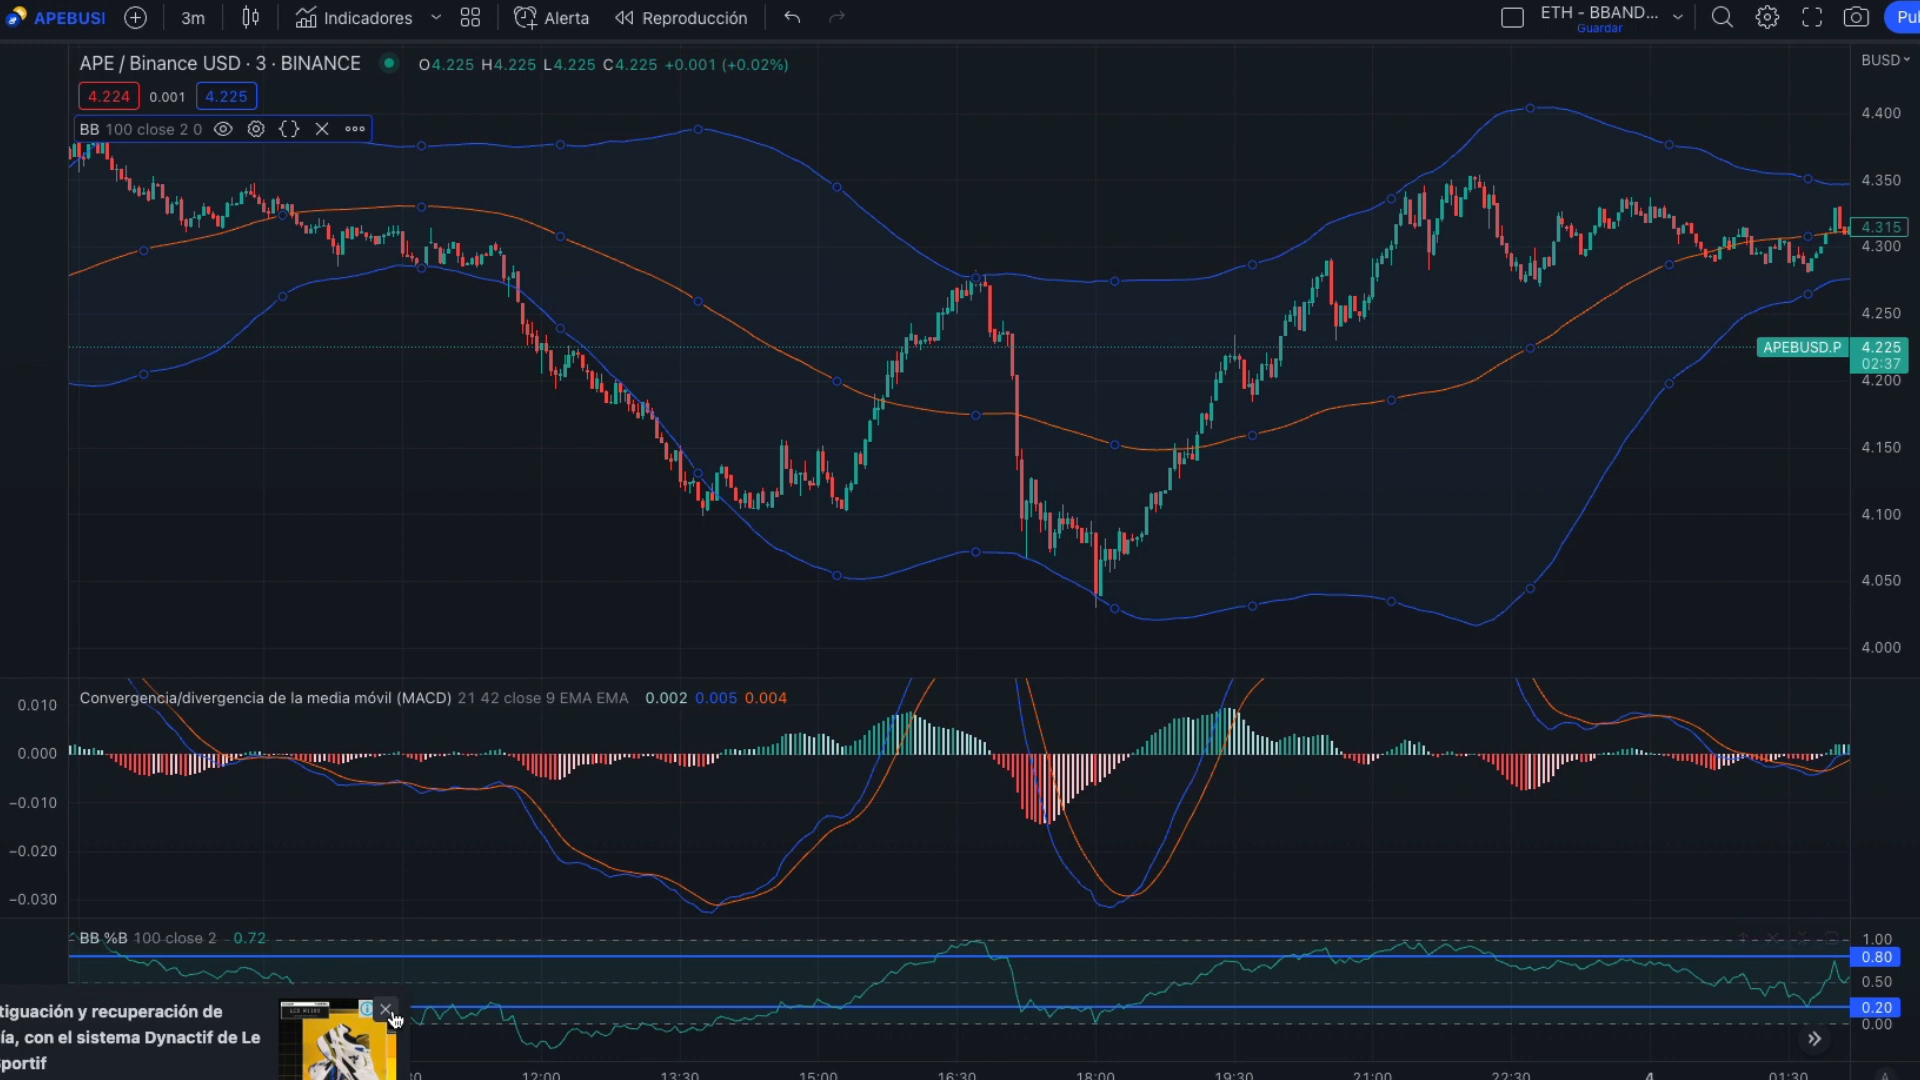 APEBUSI
3m
Indicadores
Alerta
Reproducción
ETH - BBAND...
Guardar
APE / Binance USD · 3 · BINANCE
O4.225 H4.225 L4.225 C4.225 +0.001 (+0.02%)
BUSD
4.224 0.001 4.225
BB 100 close 2 0
4.400
4.350
4.315
4.300
4.250
APEBUSD.P 4.225
02:37
4.200
4.150
4.100
4.050
4.000
Convergencia/divergencia de la media móvil (MACD) 21 42 close 9 EMA EMA 0.002 0.005 0.004
0.010
0.000
−0.010
−0.020
−0.030
BB %B 100 close 2 0.72
1.00
0.80
0.50
0.20
0.00
tiguación y recuperación de
ía, con el sistema Dynactif de Le
portif
12:00 13:30 15:00 16:30 18:00 19:30 21:00 22:30 4 01:30